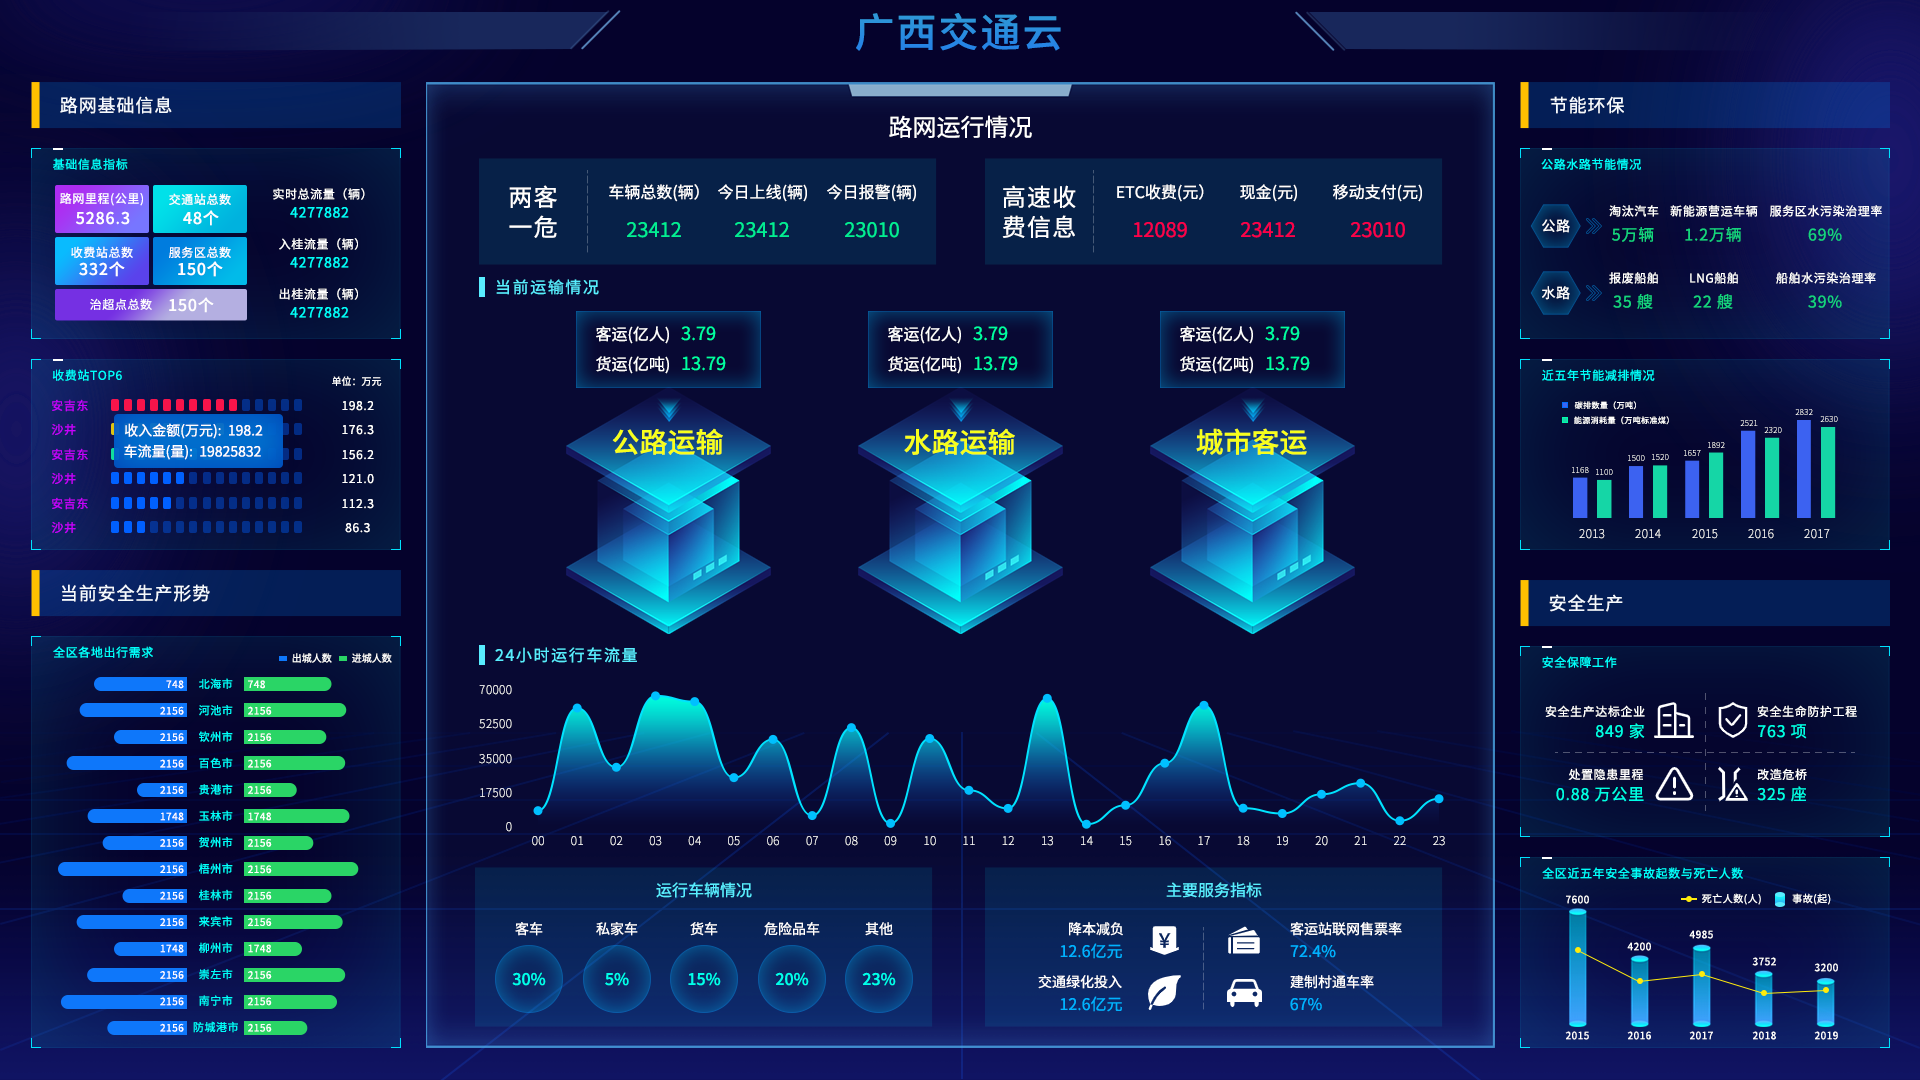 广西交通云
路网基础信息
基础信息指标
路网里程(公里)
5286.3
交通站总数
48个
收费站总数
332个
服务区总数
150个
治超点总数 150个
实时总流量（辆）
4277882
入桂流量（辆）
4277882
出桂流量（辆）
4277882
收费站TOP6
单位：万元
安吉东 198.2
沙井 176.3
安吉东 156.2
沙井 121.0
安吉东 112.3
沙井 86.3
收入金额(万元): 198.2
车流量(量): 19825832
当前安全生产形势
全区各地出行需求
出城人数 进城人数
748 北海市 748
2156 河池市 2156
2156 钦州市 2156
2156 百色市 2156
2156 贵港市 2156
1748 玉林市 1748
2156 贺州市 2156
2156 梧州市 2156
2156 桂林市 2156
2156 来宾市 2156
1748 柳州市 1748
2156 崇左市 2156
2156 南宁市 2156
2156 防城港市 2156
路网运行情况
两客
一危
车辆总数(辆) 今日上线(辆) 今日报警(辆)
23412 23412 23010
高速收
费信息
ETC收费(元) 现金(元) 移动支付(元)
12089 23412 23010
当前运输情况
客运(亿人) 3.79
货运(亿吨) 13.79
公路运输
客运(亿人) 3.79
货运(亿吨) 13.79
水路运输
客运(亿人) 3.79
货运(亿吨) 13.79
城市客运
24小时运行车流量
70000
52500
35000
17500
0
00 01 02 03 04 05 06 07 08 09 10 11 12 13 14 15 16 17 18 19 20 21 22 23
运行车辆情况
客车 私家车 货车 危险品车 其他
30% 5% 15% 20% 23%
主要服务指标
降本减负
12.6亿元
客运站联网售票率
72.4%
交通绿化投入
12.6亿元
建制村通车率
67%
节能环保
公路水路节能情况
公路
淘汰汽车 新能源营运车辆 服务区水污染治理率
5万辆 1.2万辆 69%
水路
报废船舶 LNG船舶 船舶水污染治理率
35 艘 22 艘 39%
近五年节能减排情况
碳排数量（万吨）
能源消耗量（万吨标准煤）
1168 1100 1500 1520 1657 1892 2521 2320 2832 2630
2013 2014 2015 2016 2017
安全生产
安全保障工作
安全生产达标企业
849 家
安全生命防护工程
763 项
处置隐患里程
0.88 万公里
改造危桥
325 座
全区近五年安全事故起数与死亡人数
死亡人数(人) 事故(起)
7600 4200 4985 3752 3200
2015 2016 2017 2018 2019